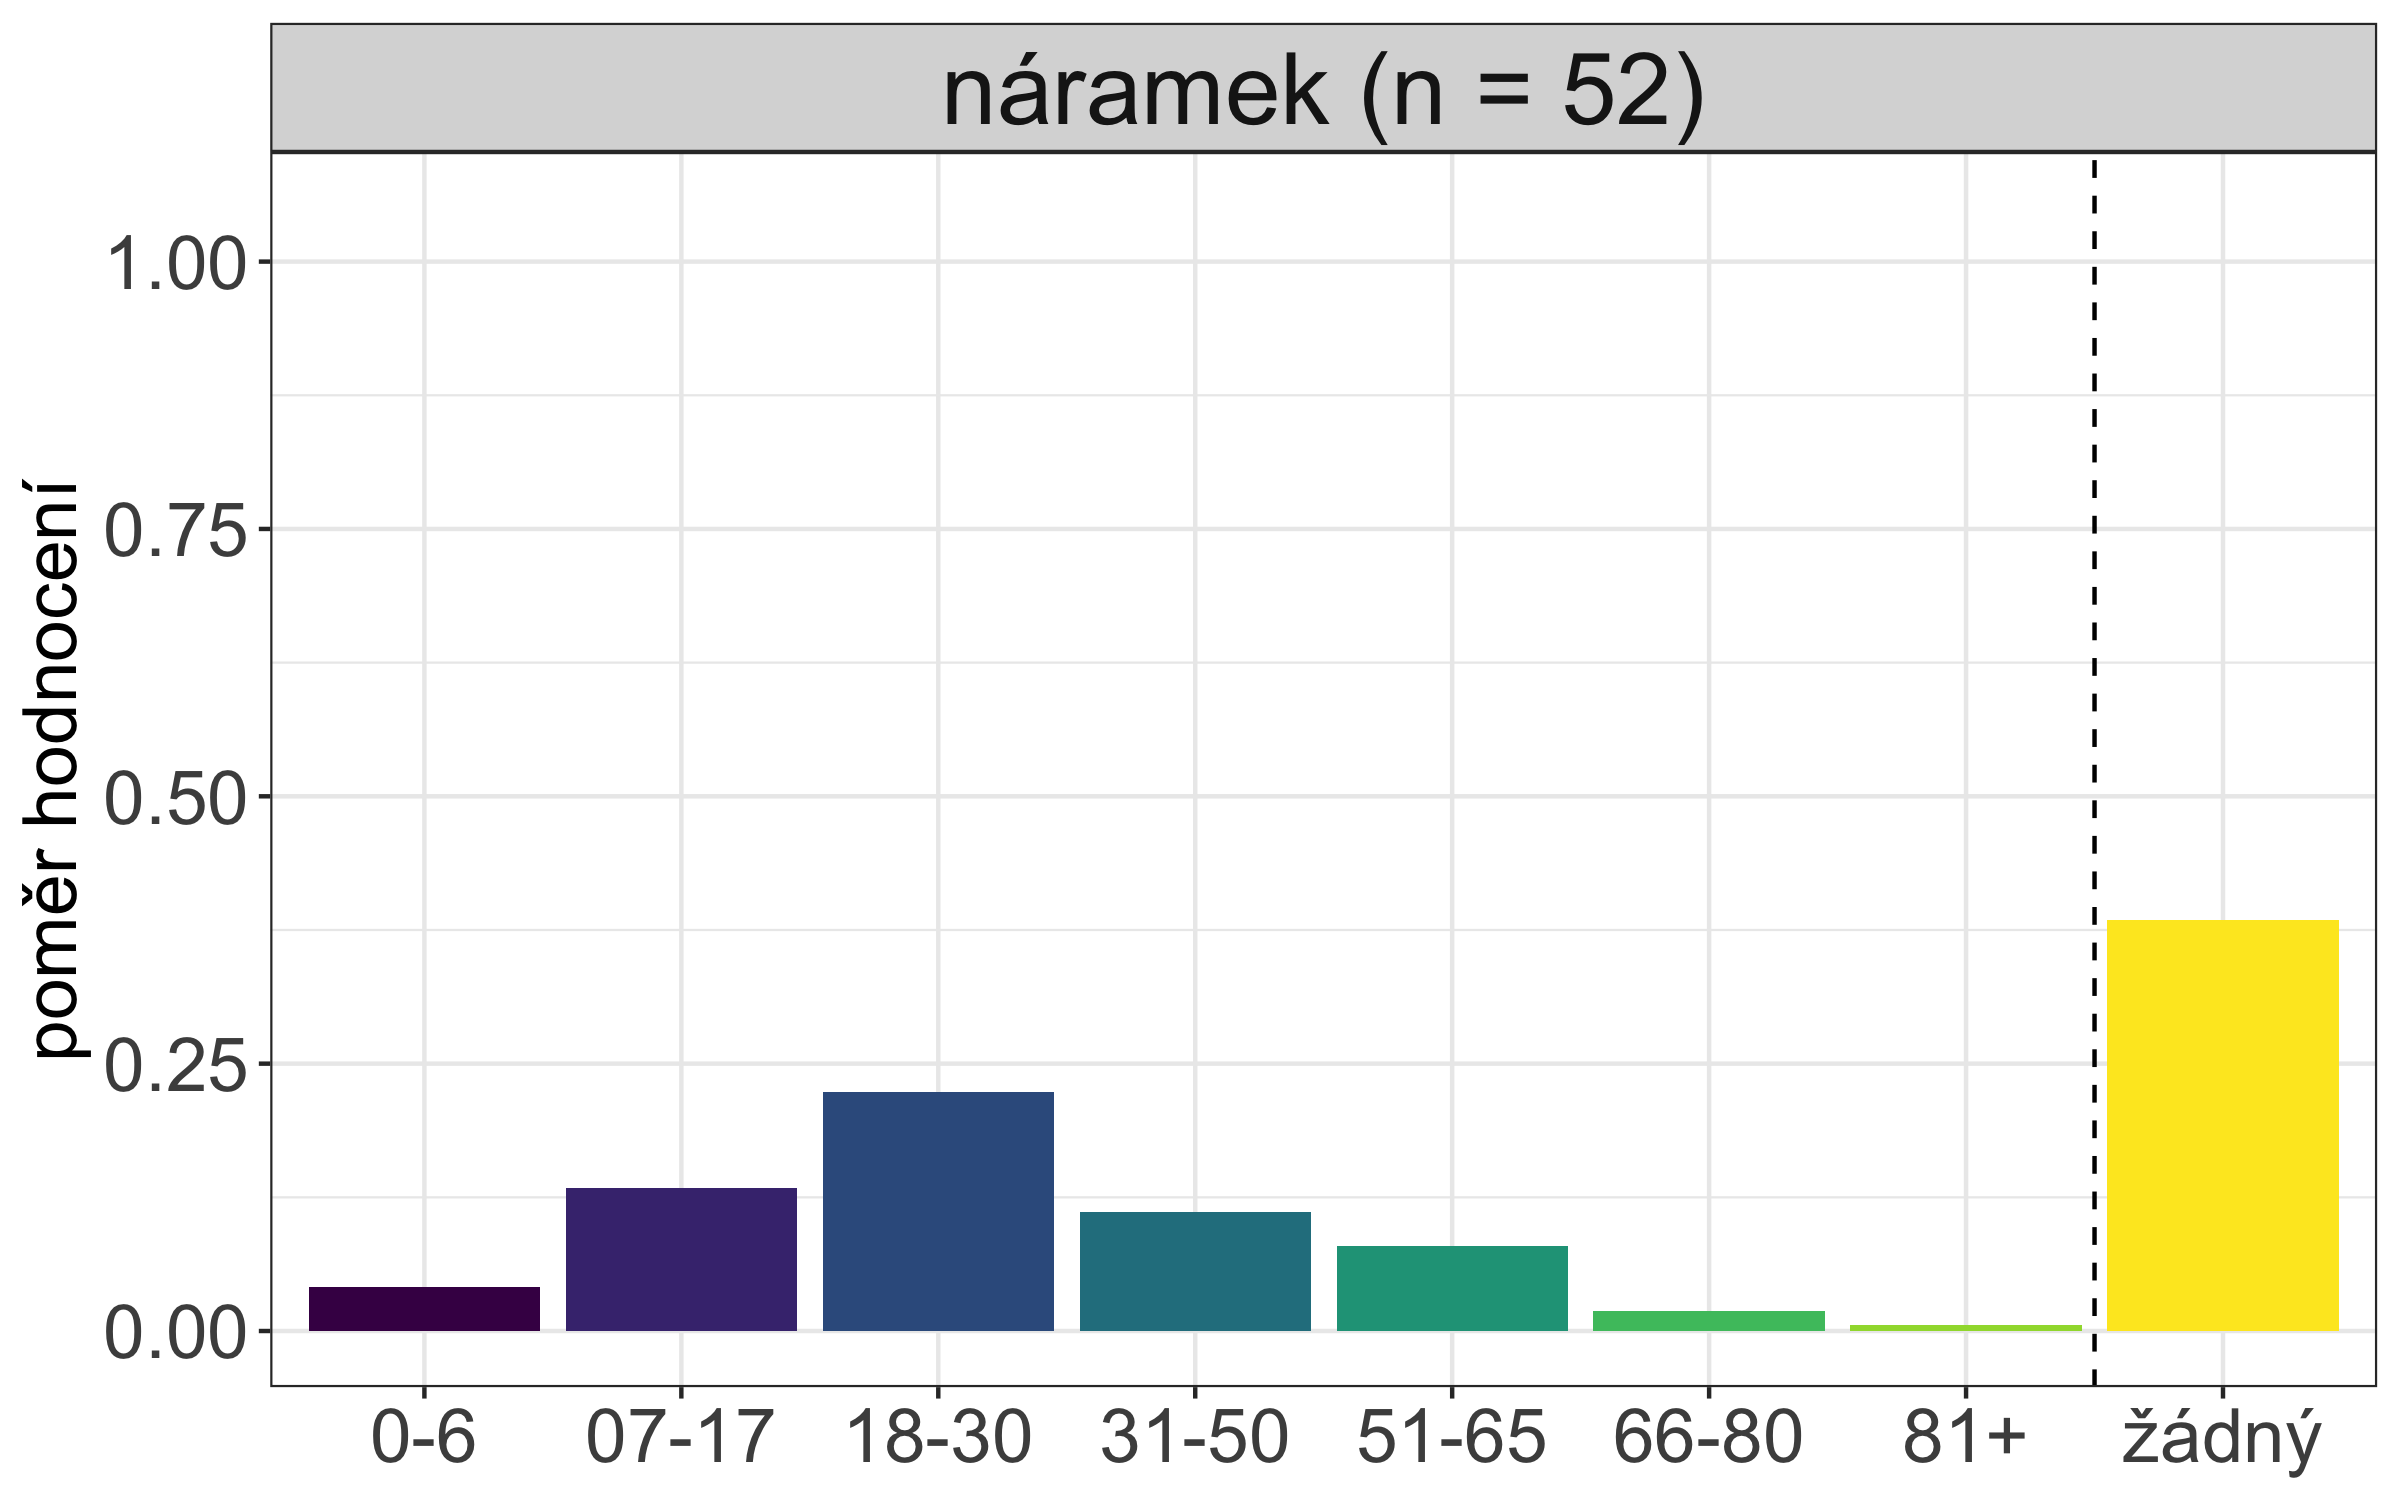 náramek (n = 52)
poměr hodnocení
1.00
0.75
0.50
0.25
0.00
0-6 07-17 18-30 31-50 51-65 66-80 81+ žádný